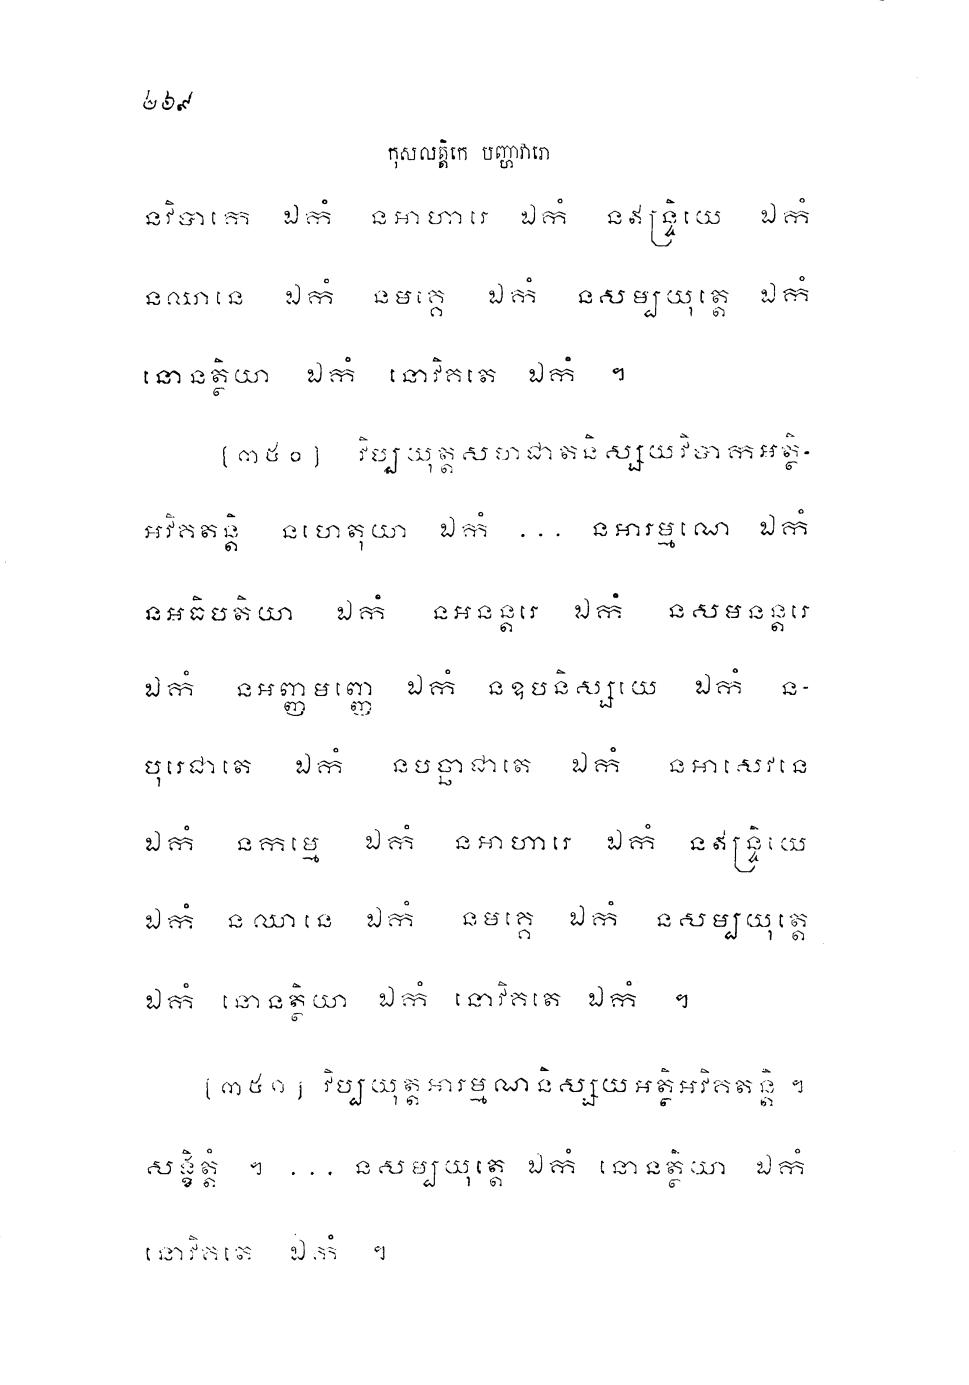 ២៦៩
កុសលត្តិកេ បញ្ហាវារោ
នវិបាកេ ឯកំ នអាហារេ ឯកំ នឥន្ទ្រិយេ ឯកំ
នឈានេ ឯកំ នមគ្គេ ឯកំ នសម្បយុត្តេ ឯកំ
នោនត្ថិយា ឯកំ នោវិគតេ ឯកំ ។
[៣៥០] វិប្បយុត្តសហជាតនិស្សយវិបាកអត្ថិ-
អវិគតន្តិ នហេតុយា ឯកំ ... នអារម្មណេ ឯកំ
នអធិបតិយា ឯកំ នអនន្តរេ ឯកំ នសមនន្តរេ
ឯកំ នអញ្ញមញ្ញេ ឯកំ នឧបនិស្សយេ ឯកំ ន-
បុរេជាតេ ឯកំ នបច្ឆាជាតេ ឯកំ នអាសេវនេ
ឯកំ នកម្មេ ឯកំ នអាហារេ ឯកំ នឥន្ទ្រិយេ
ឯកំ នឈានេ ឯកំ នមគ្គេ ឯកំ នសម្បយុត្តេ
ឯកំ នោនត្ថិយា ឯកំ នោវិគតេ ឯកំ ។
[៣៥១] វិប្បយុត្តអារម្មណនិស្សយអត្ថិអវិគតន្តិ ។
សង្ខិត្តំ ។ ... នសម្បយុត្តេ ឯកំ នោនត្ថិយា ឯកំ
នោវិគតេ ឯកំ ។